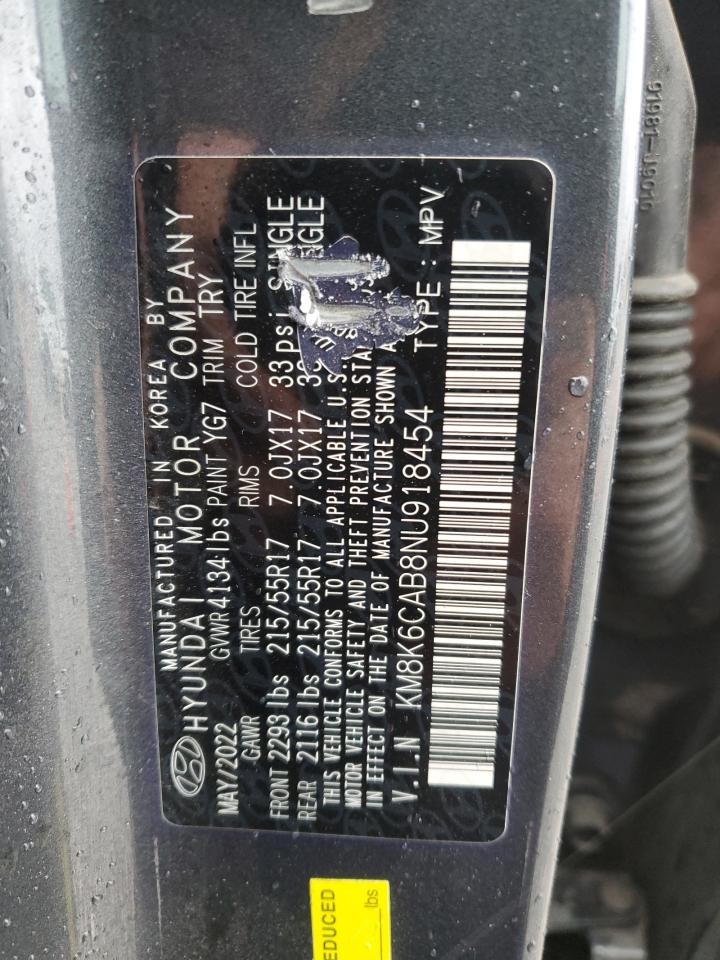 MANUFACTURED IN KOREA BY
HYUNDAI MOTOR COMPANY
MAY/2022 GVWR 4134lbs PAINT YG7 TRIM TRY
GAWR TIRES RIMS COLD TIRE INFL
FRONT 2293 lbs 215/55R17 7.0JX17 33 psi SINGLE
REAR 2116 lbs 215/55R17 7.0JX17
THIS VEHICLE CONFORMS TO ALL APPLICABLE U.S.
MOTOR VEHICLE SAFETY AND THEFT PREVENTION
IN EFFECT ON THE DATE OF MANUFACTURE SHOWN
V.I.N KM8K6CAB8NU918454 TYPE : MPV
lbs